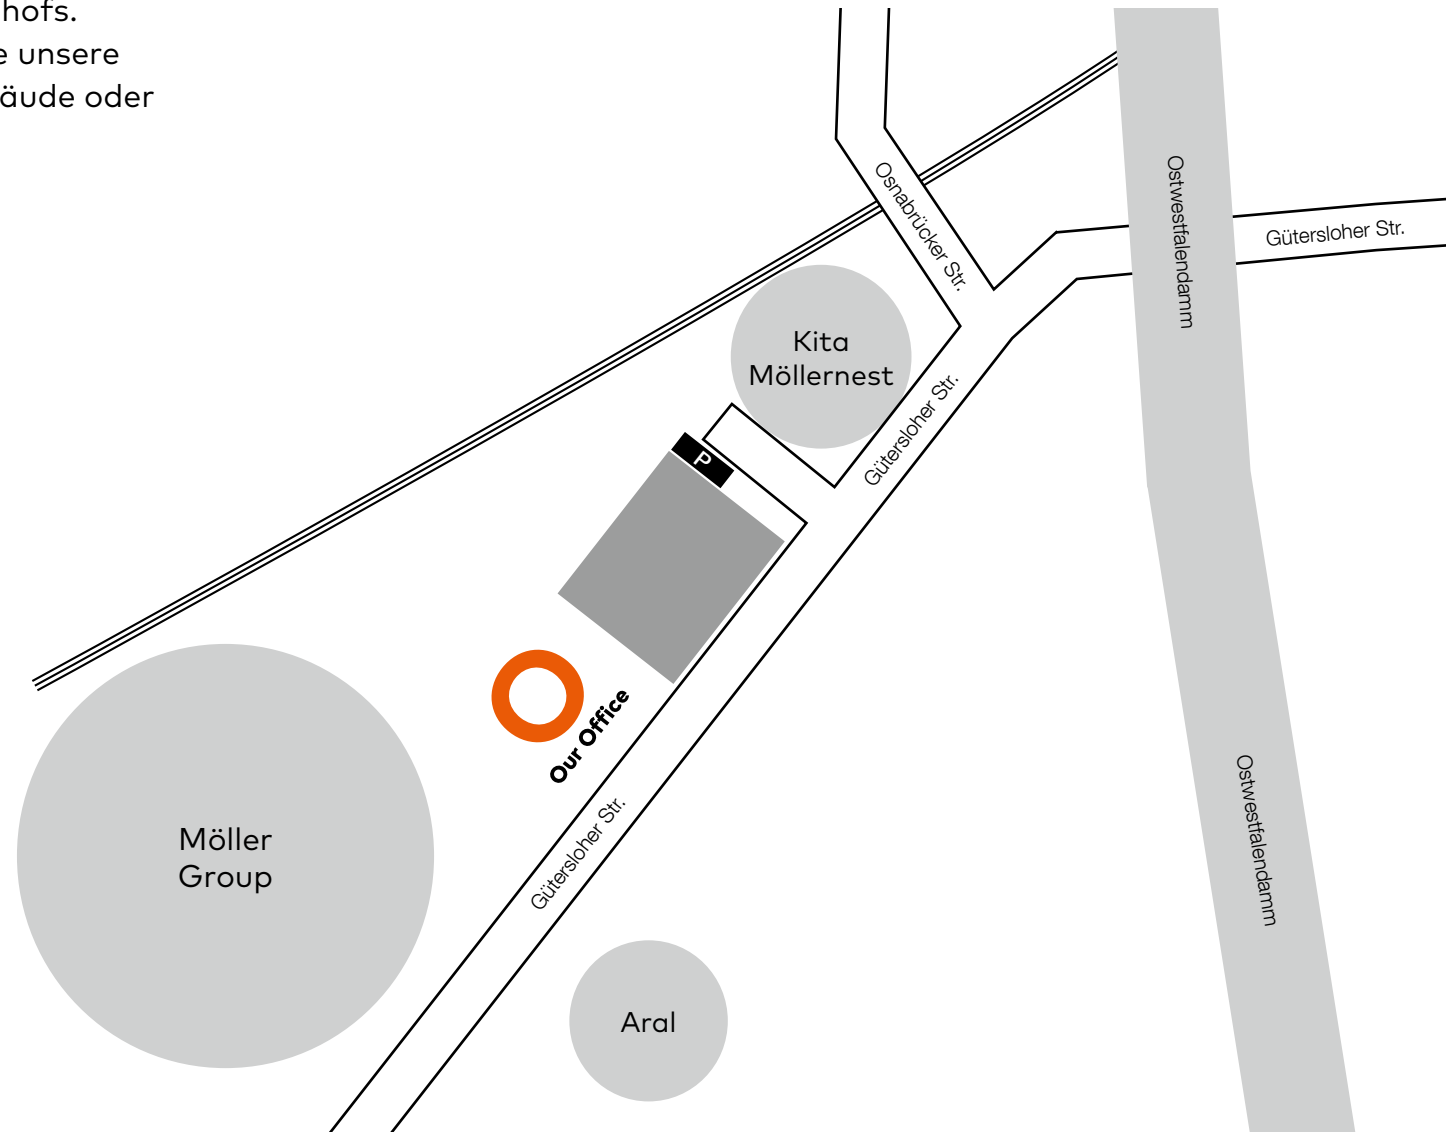 hofs.
e unsere
äude oder
Osnabrücker Str.
Ostwestfalendamm
Gütersloher Str.
Kita
Möllernest
Gütersloher Str.
P
Our Office
Gütersloher Str.
Möller
Group
Ostwestfalendamm
Aral